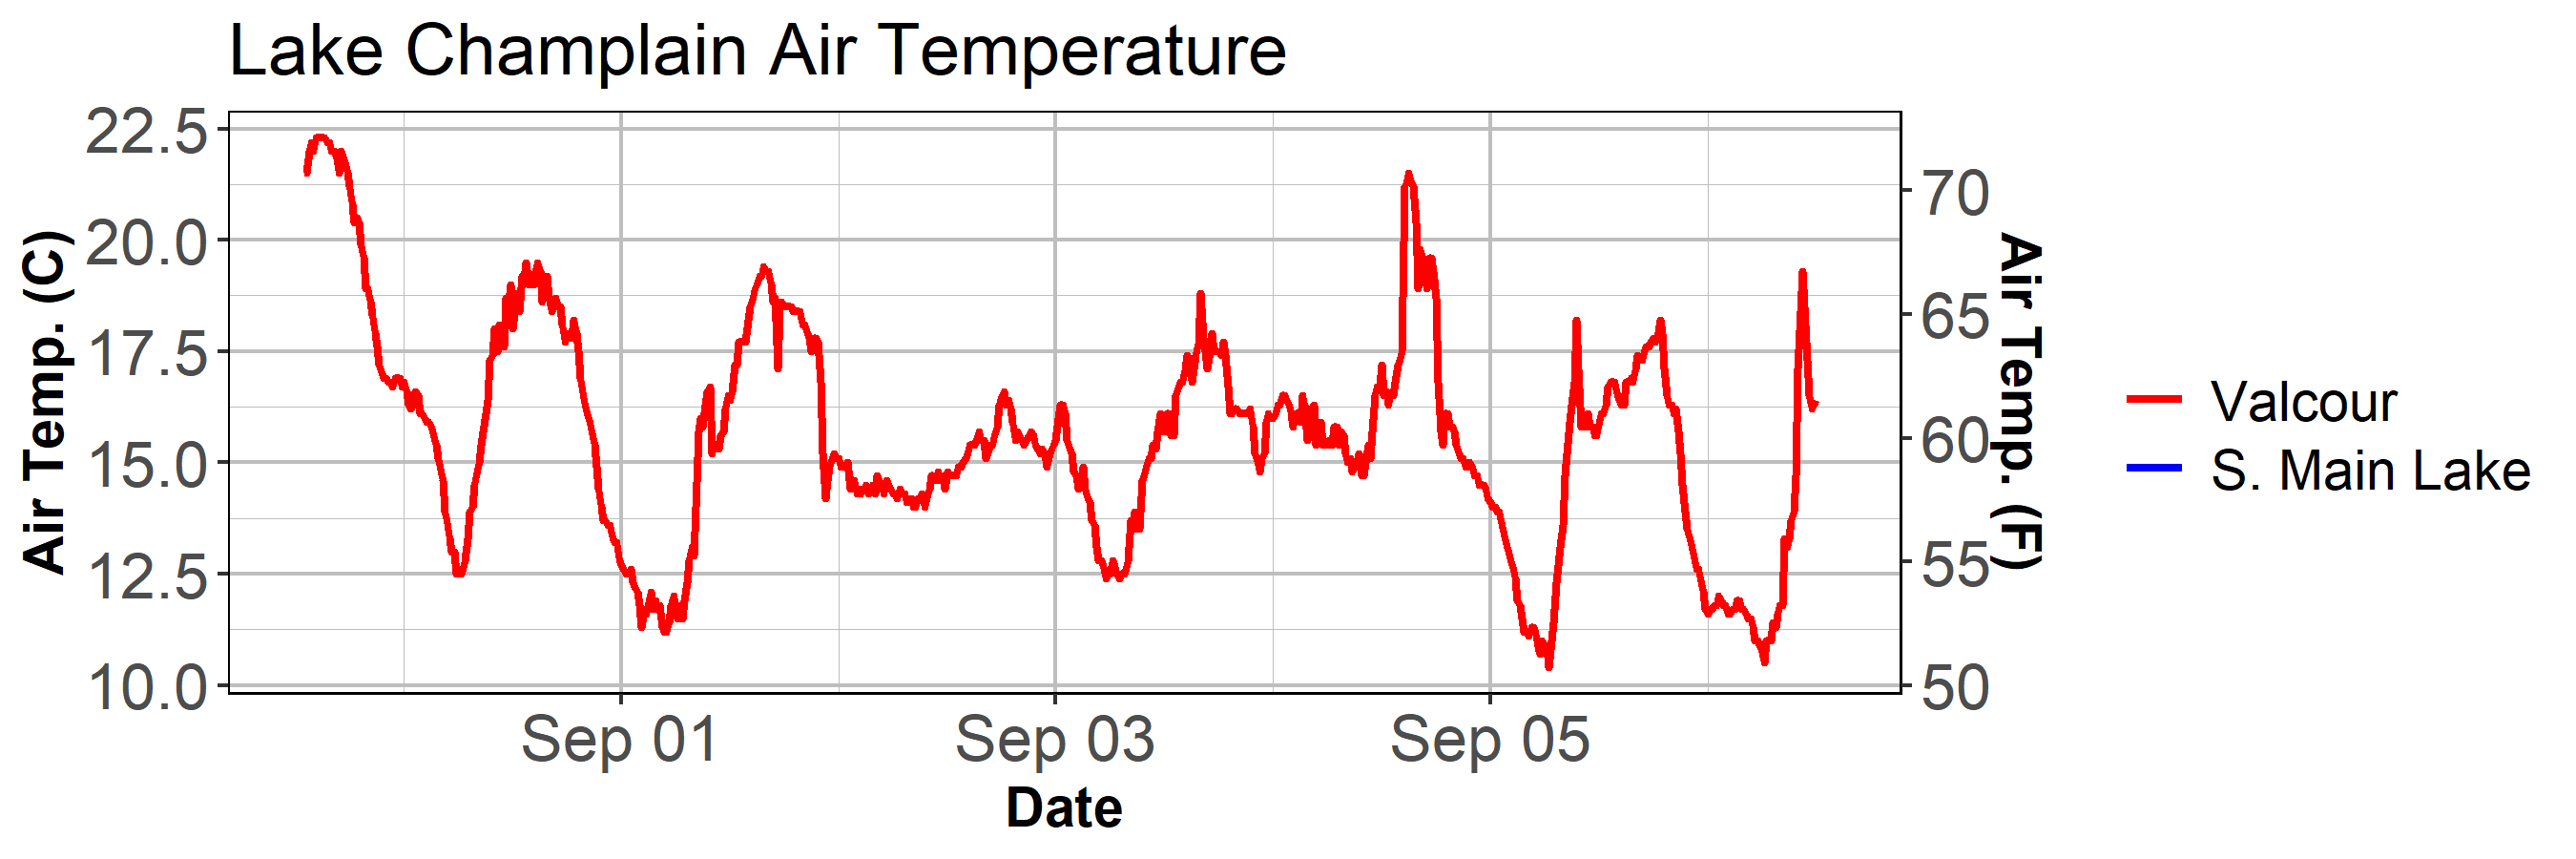 Lake Champlain Air Temperature
Air Temp. (C)
22.5
20.0
17.5
15.0
12.5
10.0
70
65
60
55
50
Air Temp. (F)
Sep 01
Sep 03
Sep 05
Date
Valcour
S. Main Lake